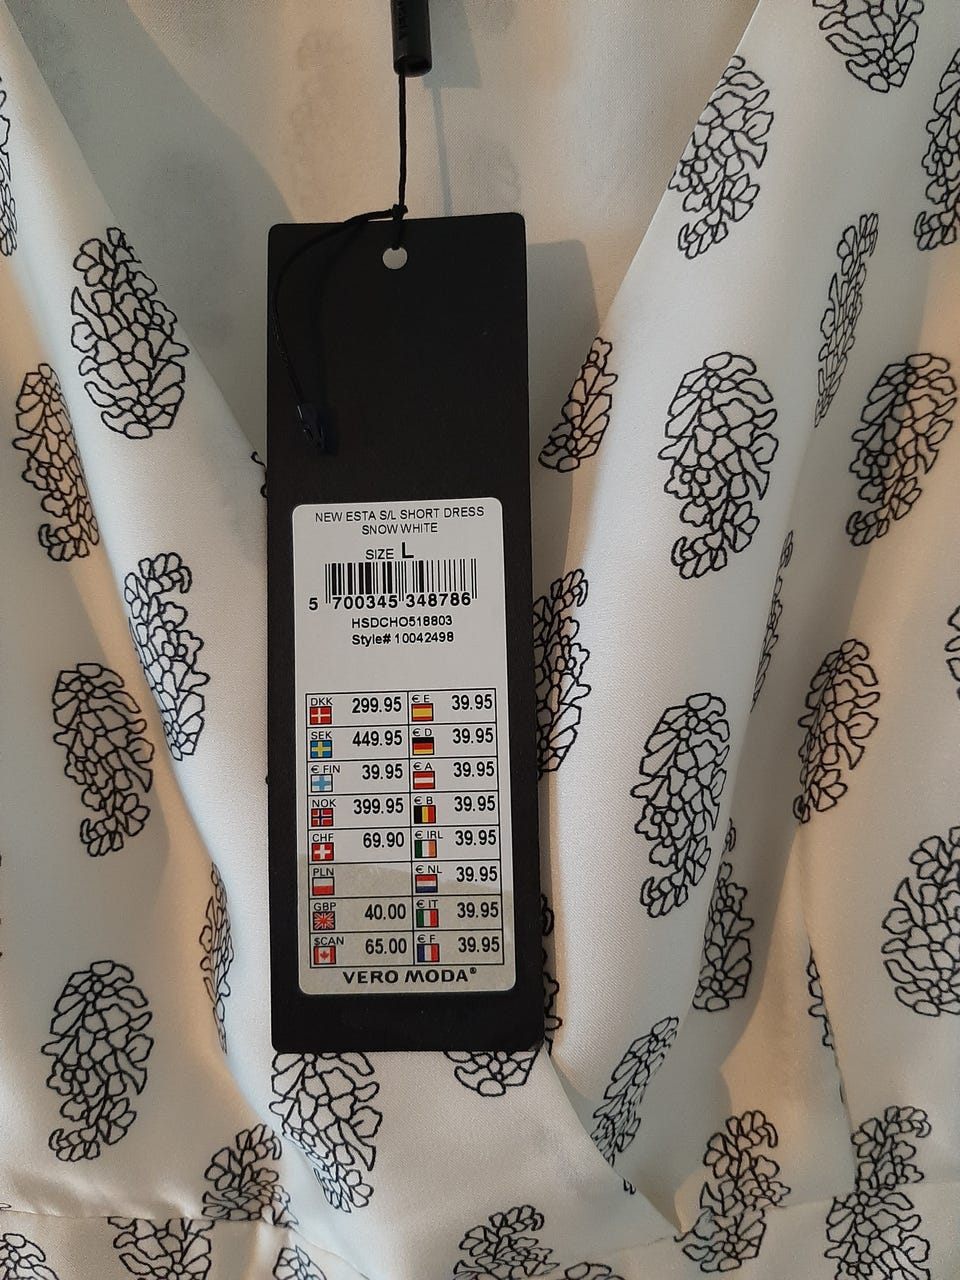 NEW ESTA S/L SHORT DRESS
SNOW WHITE
SIZE L
5 700345 348786
HSDCHO518803
Style# 10042498
DKK 299.95 € E 39.95
SEK 449.95 € D 39.95
€ FIN 39.95 € A 39.95
NOK 399.95 € B 39.95
CHF 69.90 € IRL 39.95
PLN € NL 39.95
GBP 40.00 € IT 39.95
$CAN 65.00 € F 39.95
VERO MODA®